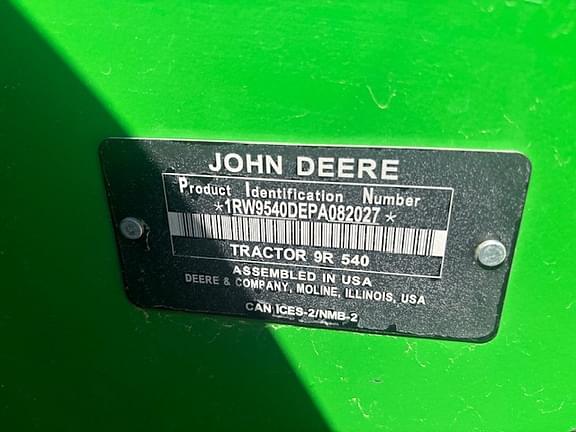 JOHN DEERE
Product Identification Number
*1RW9540DEPA082027*
TRACTOR 9R 540
ASSEMBLED IN USA
DEERE & COMPANY, MOLINE, ILLINOIS, USA
CAN ICES-2/NMB-2